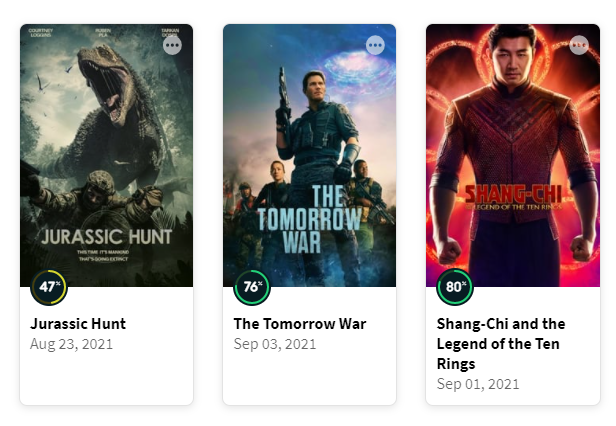 COURTNEY LOGGINS
RUBEN PLA
TARKAN DOSPIL
JURASSIC HUNT
THIS TIME IT'S MANKIND
THAT'S GOING EXTINCT
47%
Jurassic Hunt
Aug 23, 2021
THE
TOMORROW
WAR
76%
The Tomorrow War
Sep 03, 2021
SHANG-CHI
LEGEND OF THE TEN RINGS
80%
Shang-Chi and the
Legend of the Ten
Rings
Sep 01, 2021